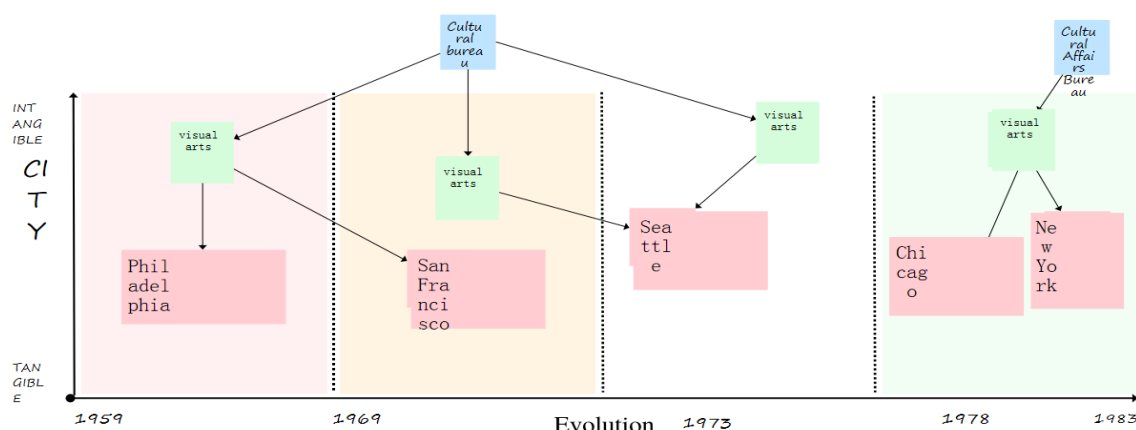 Cultu
ral
burea
u
Cultu
ral
Affai
rs
Bure
au
INT
ANG
IBLE
CI
T
Y
visual
arts
visual
arts
visual
arts
visual
arts
Phil
adel
phia
San
Fra
nci
sco
Sea
ttl
e
Chi
cag
o
Ne
w
Yo
rk
TAN
GIBL
E
1959
1969
Evolution
1973
1978
1983